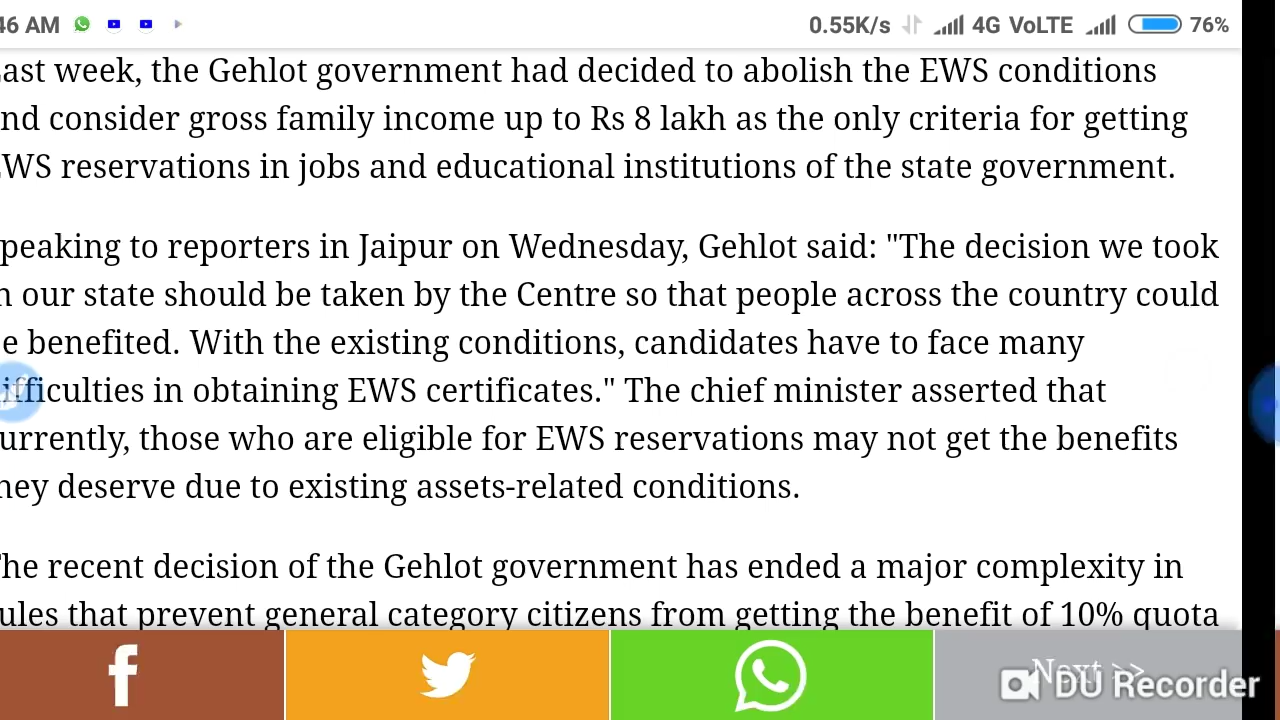 46 AM 0.55K/s 4G VoLTE 76%
ast week, the Gehlot government had decided to abolish the EWS conditions
nd consider gross family income up to Rs 8 lakh as the only criteria for getting
WS reservations in jobs and educational institutions of the state government.
peaking to reporters in Jaipur on Wednesday, Gehlot said: "The decision we took
n our state should be taken by the Centre so that people across the country could
e benefited. With the existing conditions, candidates have to face many
ifficulties in obtaining EWS certificates." The chief minister asserted that
urrently, those who are eligible for EWS reservations may not get the benefits
hey deserve due to existing assets-related conditions.
he recent decision of the Gehlot government has ended a major complexity in
ules that prevent general category citizens from getting the benefit of 10% quota
Next >>
DU Recorder